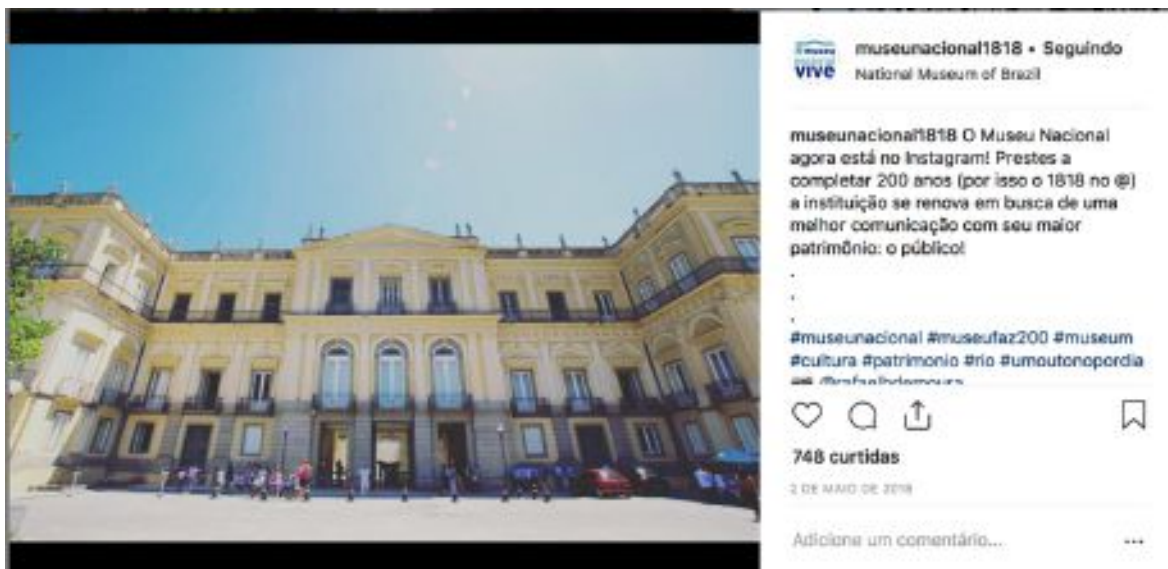 museunacional1818 • Seguindo
vive
National Museum of Brazil
museunacional1818 O Museu Nacional
agora está no Instagram! Prestes a
completar 200 anos (por isso o 1818 no @)
a instituição se renova em busca de uma
melhor comunicação com seu maior
patrimônio: o público!
.
.
.
#museunacional #museufaz200 #museum
#cultura #patrimonio #rio #umoutonopordia
748 curtidas
2 DE MAIO DE 2018
Adicione um comentário...